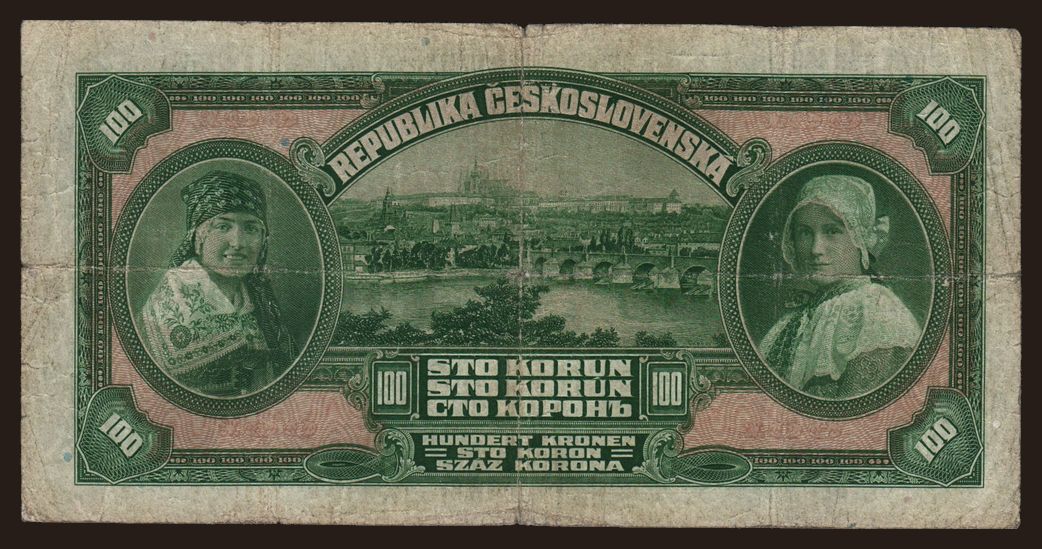 100 100
REPUBLIKA ČESKOSLOVENSKÁ
100 STO KORUN 100
STO KORÚN
СТО КОРОНЪ
HUNDERT KRONEN
STO KORON
SZÁZ KORONA
100 100